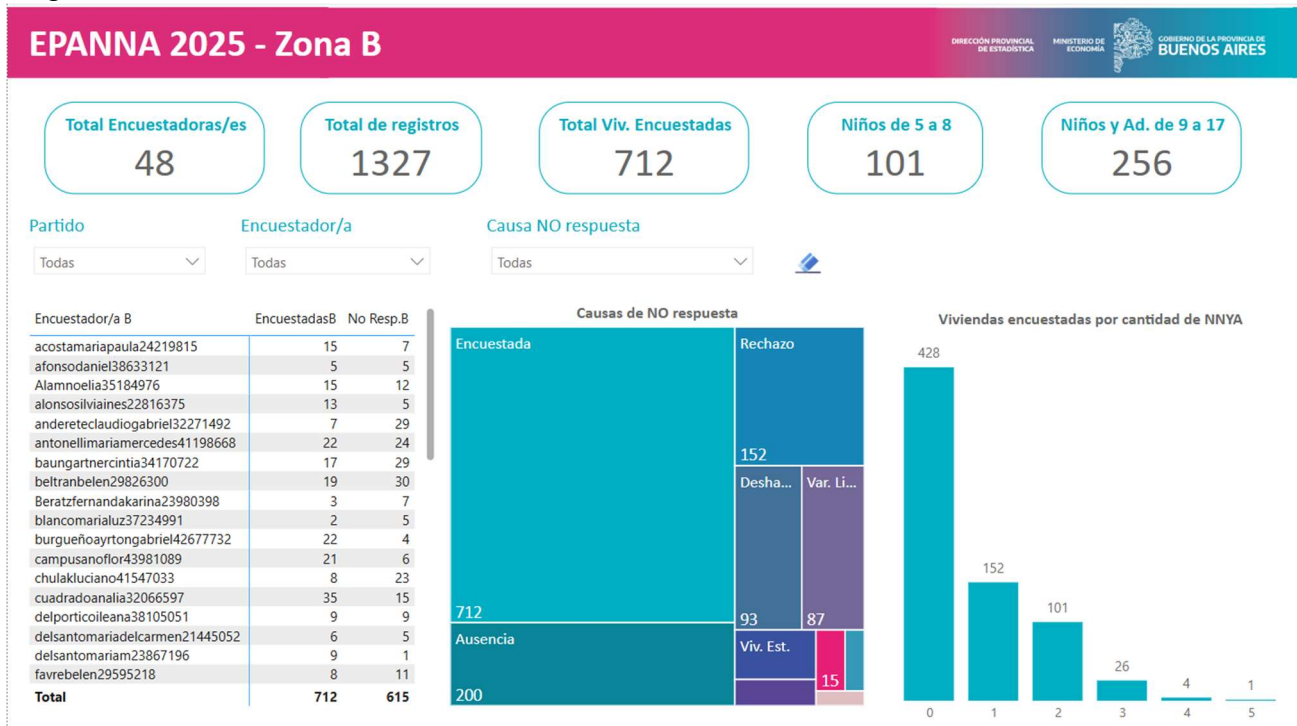 EPANNA 2025 - Zona B
DIRECCIÓN PROVINCIAL
DE ESTADÍSTICA
MINISTERIO DE
ECONOMÍA
GOBIERNO DE LA PROVINCIA DE
BUENOS AIRES
Total Encuestadoras/es
48
Total de registros
1327
Total Viv. Encuestadas
712
Niños de 5 a 8
101
Niños y Ad. de 9 a 17
256
Partido
Todas
Encuestador/a
Todas
Causa NO respuesta
Todas
Encuestador/a B EncuestadasB No Resp.B
acostamariapaula24219815 15 7
afonsodaniel38633121 5 5
Alamnoelia35184976 15 12
alonsosilviaines22816375 13 5
andereteclaudiogabriel32271492 7 29
antonellimariamercedes41198668 22 24
baungartnercintia34170722 17 29
beltranbelen29826300 19 30
Beratzfernandakarina23980398 3 7
blancomarialuz37234991 2 5
burgueñoayrtongabriel42677732 22 4
campusanoflor43981089 21 6
chulakluciano41547033 8 23
cuadradoanalia32066597 35 15
delporticoileana38105051 9 9
delsantomariadelcarmen21445052 6 5
delsantomariam23867196 9 1
favrebelen29595218 8 11
Total 712 615
Causas de NO respuesta
Encuestada
712
Ausencia
200
Rechazo
152
Desha...
93
Var. Li...
87
Viv. Est.
15
Viviendas encuestadas por cantidad de NNYA
428
152
101
26
4
1
0 1 2 3 4 5